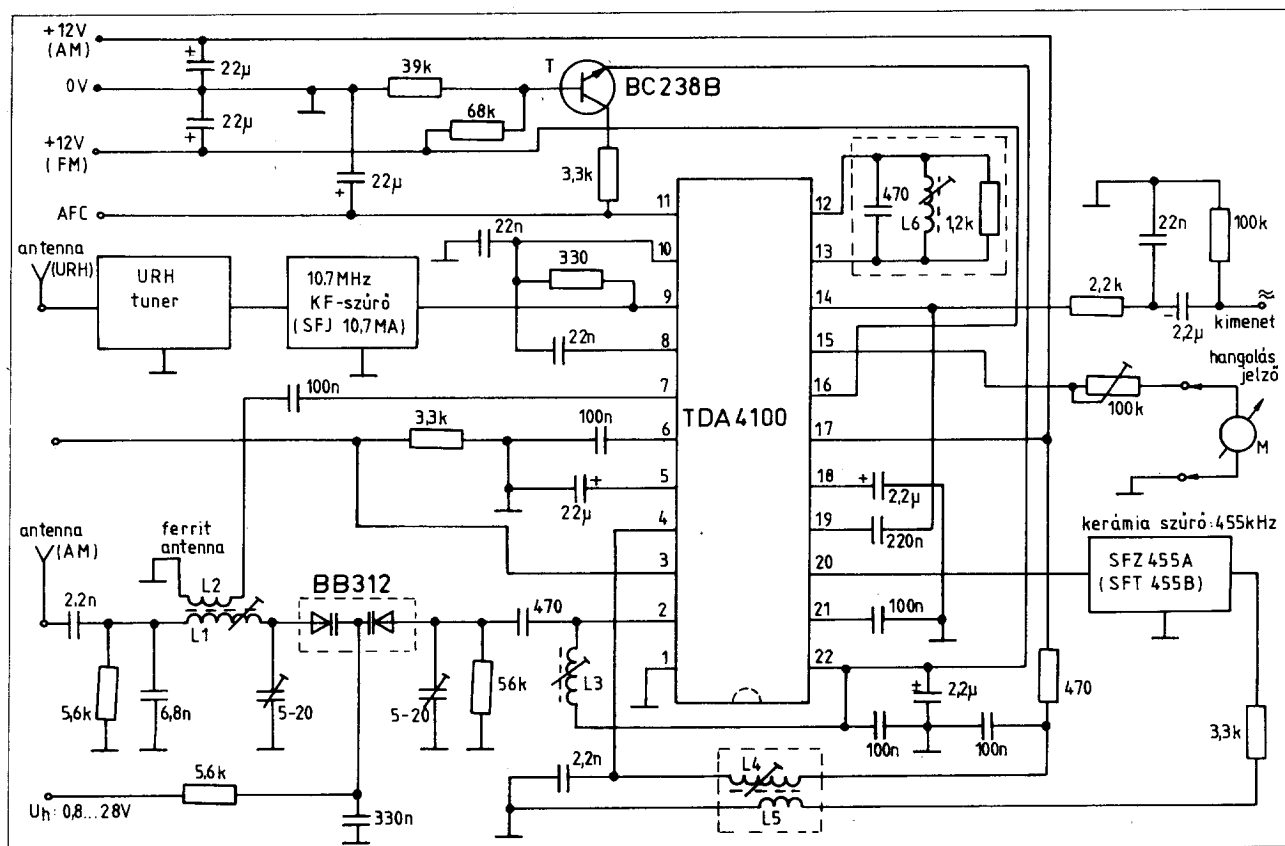 +12V
(AM)
22µ
0V
22µ
+12V
(FM)
39k
68k
T
BC238B
22µ
3,3k
AFC
antenna
(URH)
URH
tuner
10.7MHz
KF-szűrő
(SFJ 10,7MA)
22n
330
22n
100n
3,3k
100n
22µ
TDA4100
11
10
9
8
7
6
5
4
3
2
1
12
13
14
15
16
17
18
19
20
21
22
470
L6
1,2k
22n
100k
2,2k
2,2µ
kimenet
hangolás
jelző
100k
M
2,2µ
220n
100n
kerámia szűrő:455kHz
SFZ 455A
(SFT 455B)
antenna
(AM)
ferrit
antenna
L2
L1
2,2n
5,6k
6,8n
5-20
BB312
5-20
56k
470
L3
2,2µ
100n
100n
470
3,3k
2,2n
L4
L5
5,6k
Uh: 0,8...28V
330n